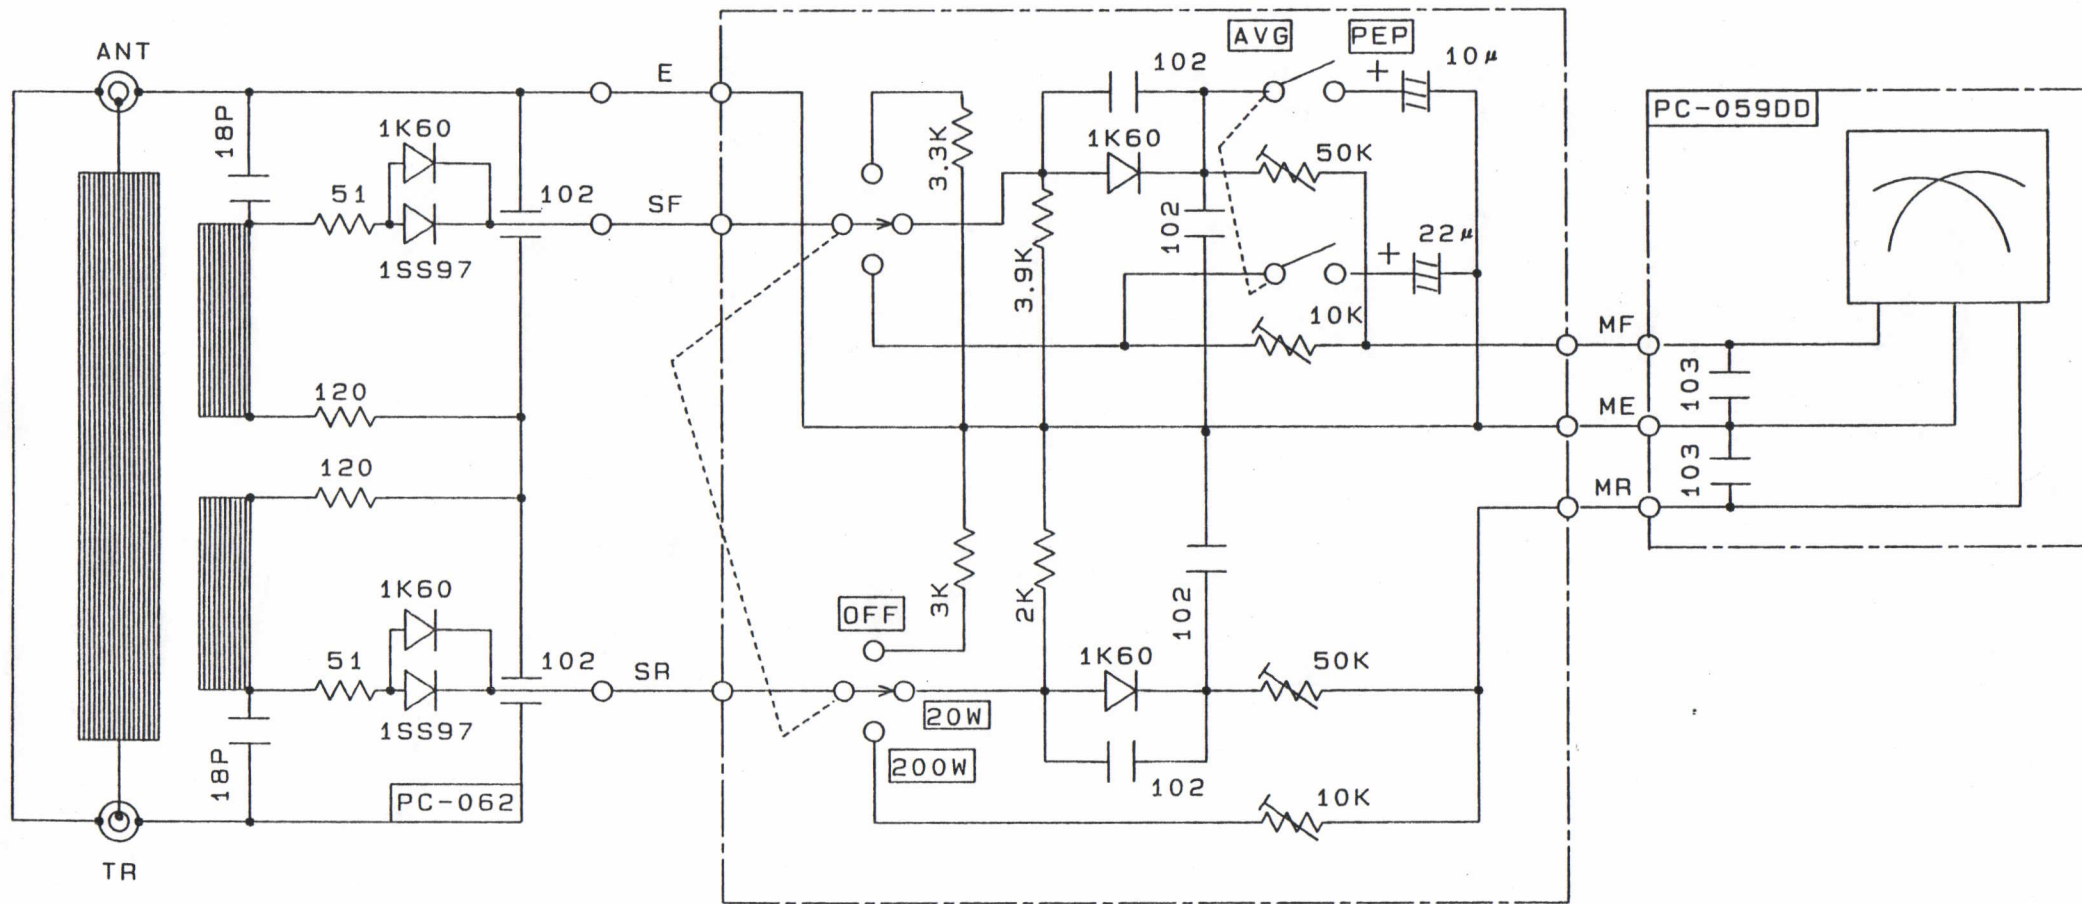 ANT
18P
1K60
51
1SS97
102
120
120
1K60
51
1SS97
102
18P
PC-062
TR
E
SF
SR
3.3K
3.9K
102
1K60
102
AVG
PEP
+
10μ
50K
+
22μ
10K
OFF
3K
2K
20W
200W
1K60
102
102
50K
10K
MF
ME
MR
PC-059DD
103
103